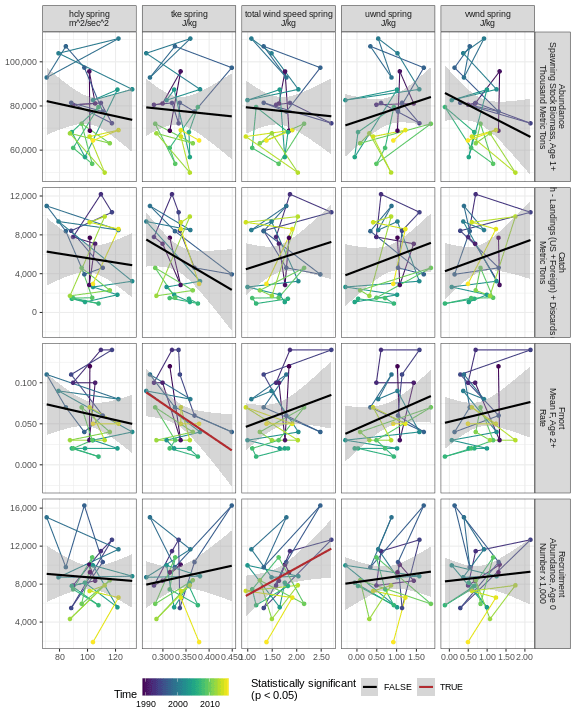 hcly spring
m^2/sec^2
tke spring
J/kg
total wind speed spring
J/kg
uwnd spring
J/kg
vwnd spring
J/kg
100,000
80,000
60,000
Abundance
Spawning Stock Biomass, Age 1+
Thousand Metric Tons
12,000
8,000
4,000
0
Catch
h - Landings (US +Foreign) + Discards
Metric Tons
0.100
0.050
0.000
Fmort
Mean F, Age 2+
Rate
16,000
12,000
8,000
4,000
Recruitment
Abundance, Age 0
Number x 1,000
80 100 120
0.300 0.350 0.400 0.450
1.00 1.50 2.00 2.50
0.00 0.50 1.00
0.00 0.50 1.00 1.50 2.00
Time
1990 2000 2010
Statistically significant
(p < 0.05)
FALSE
TRUE